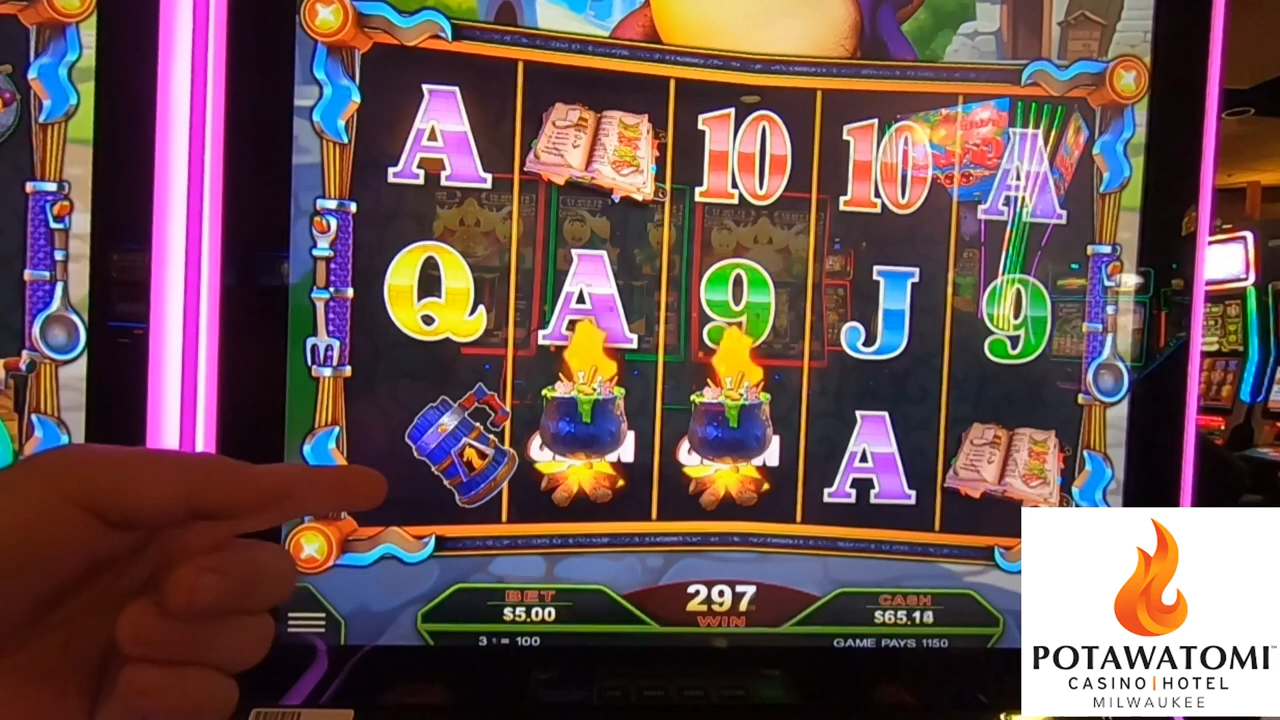 A 10 10 A
Q A 9 J 9
A
BET
$5.00
297
WIN
CASH
$65.14
3 = 100
GAME PAYS 1150
POTAWATOMI
CASINO | HOTEL
MILWAUKEE